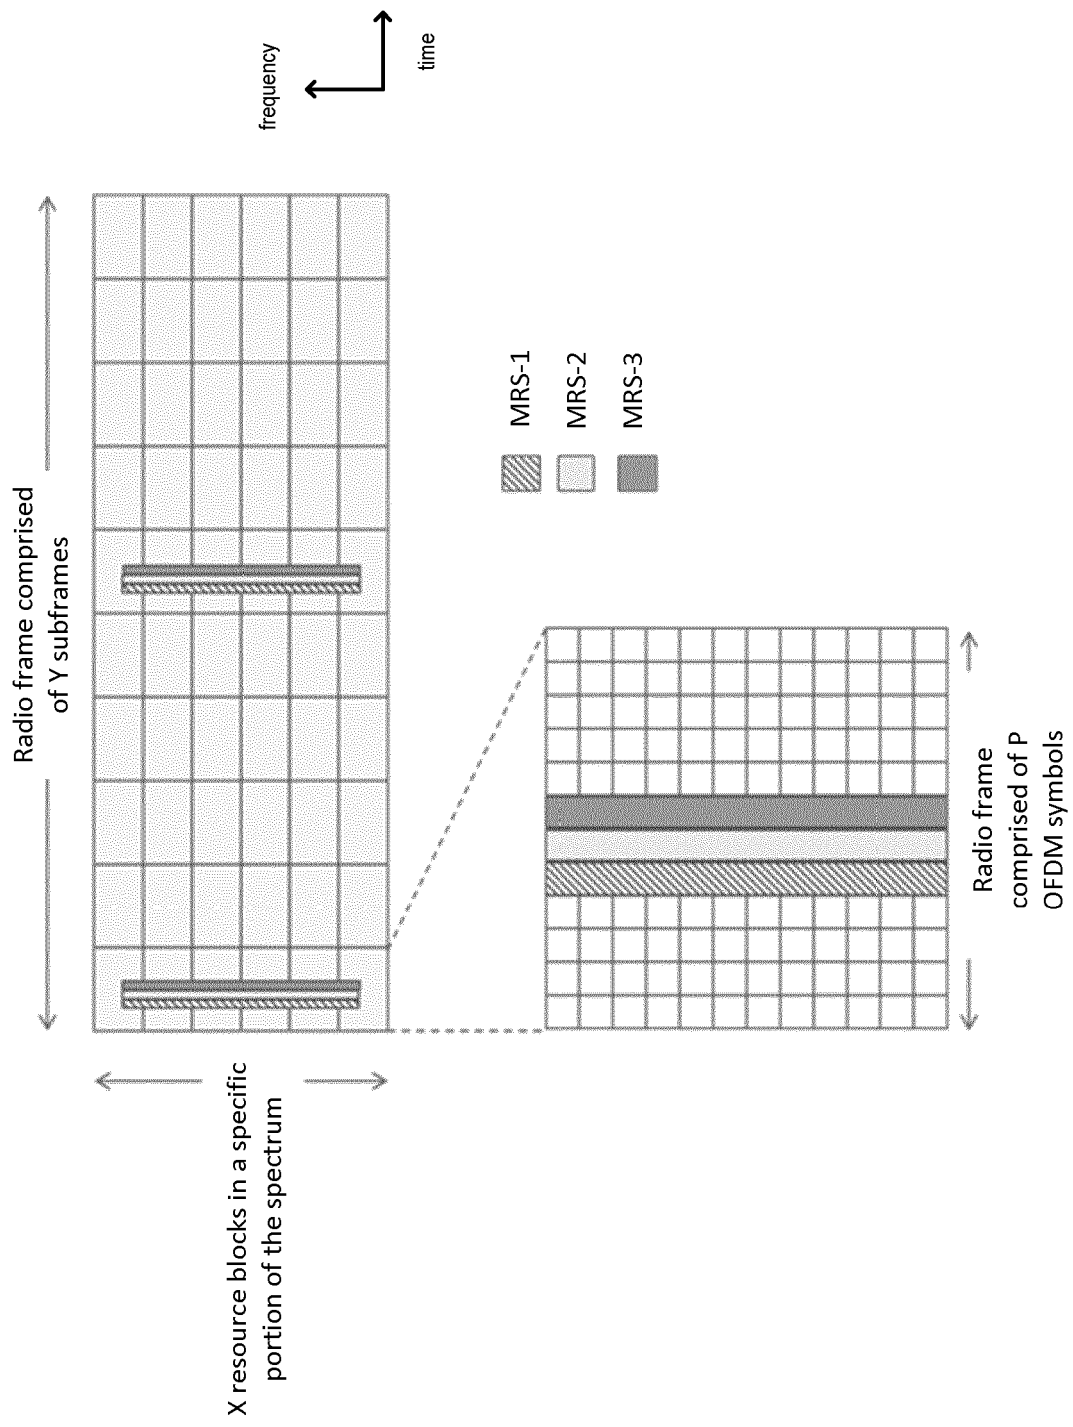 Radio frame comprised
of Y subframes
frequency
time
X resource blocks in a specific
portion of the spectrum
MRS-1
MRS-2
MRS-3
Radio frame
comprised of P
OFDM symbols